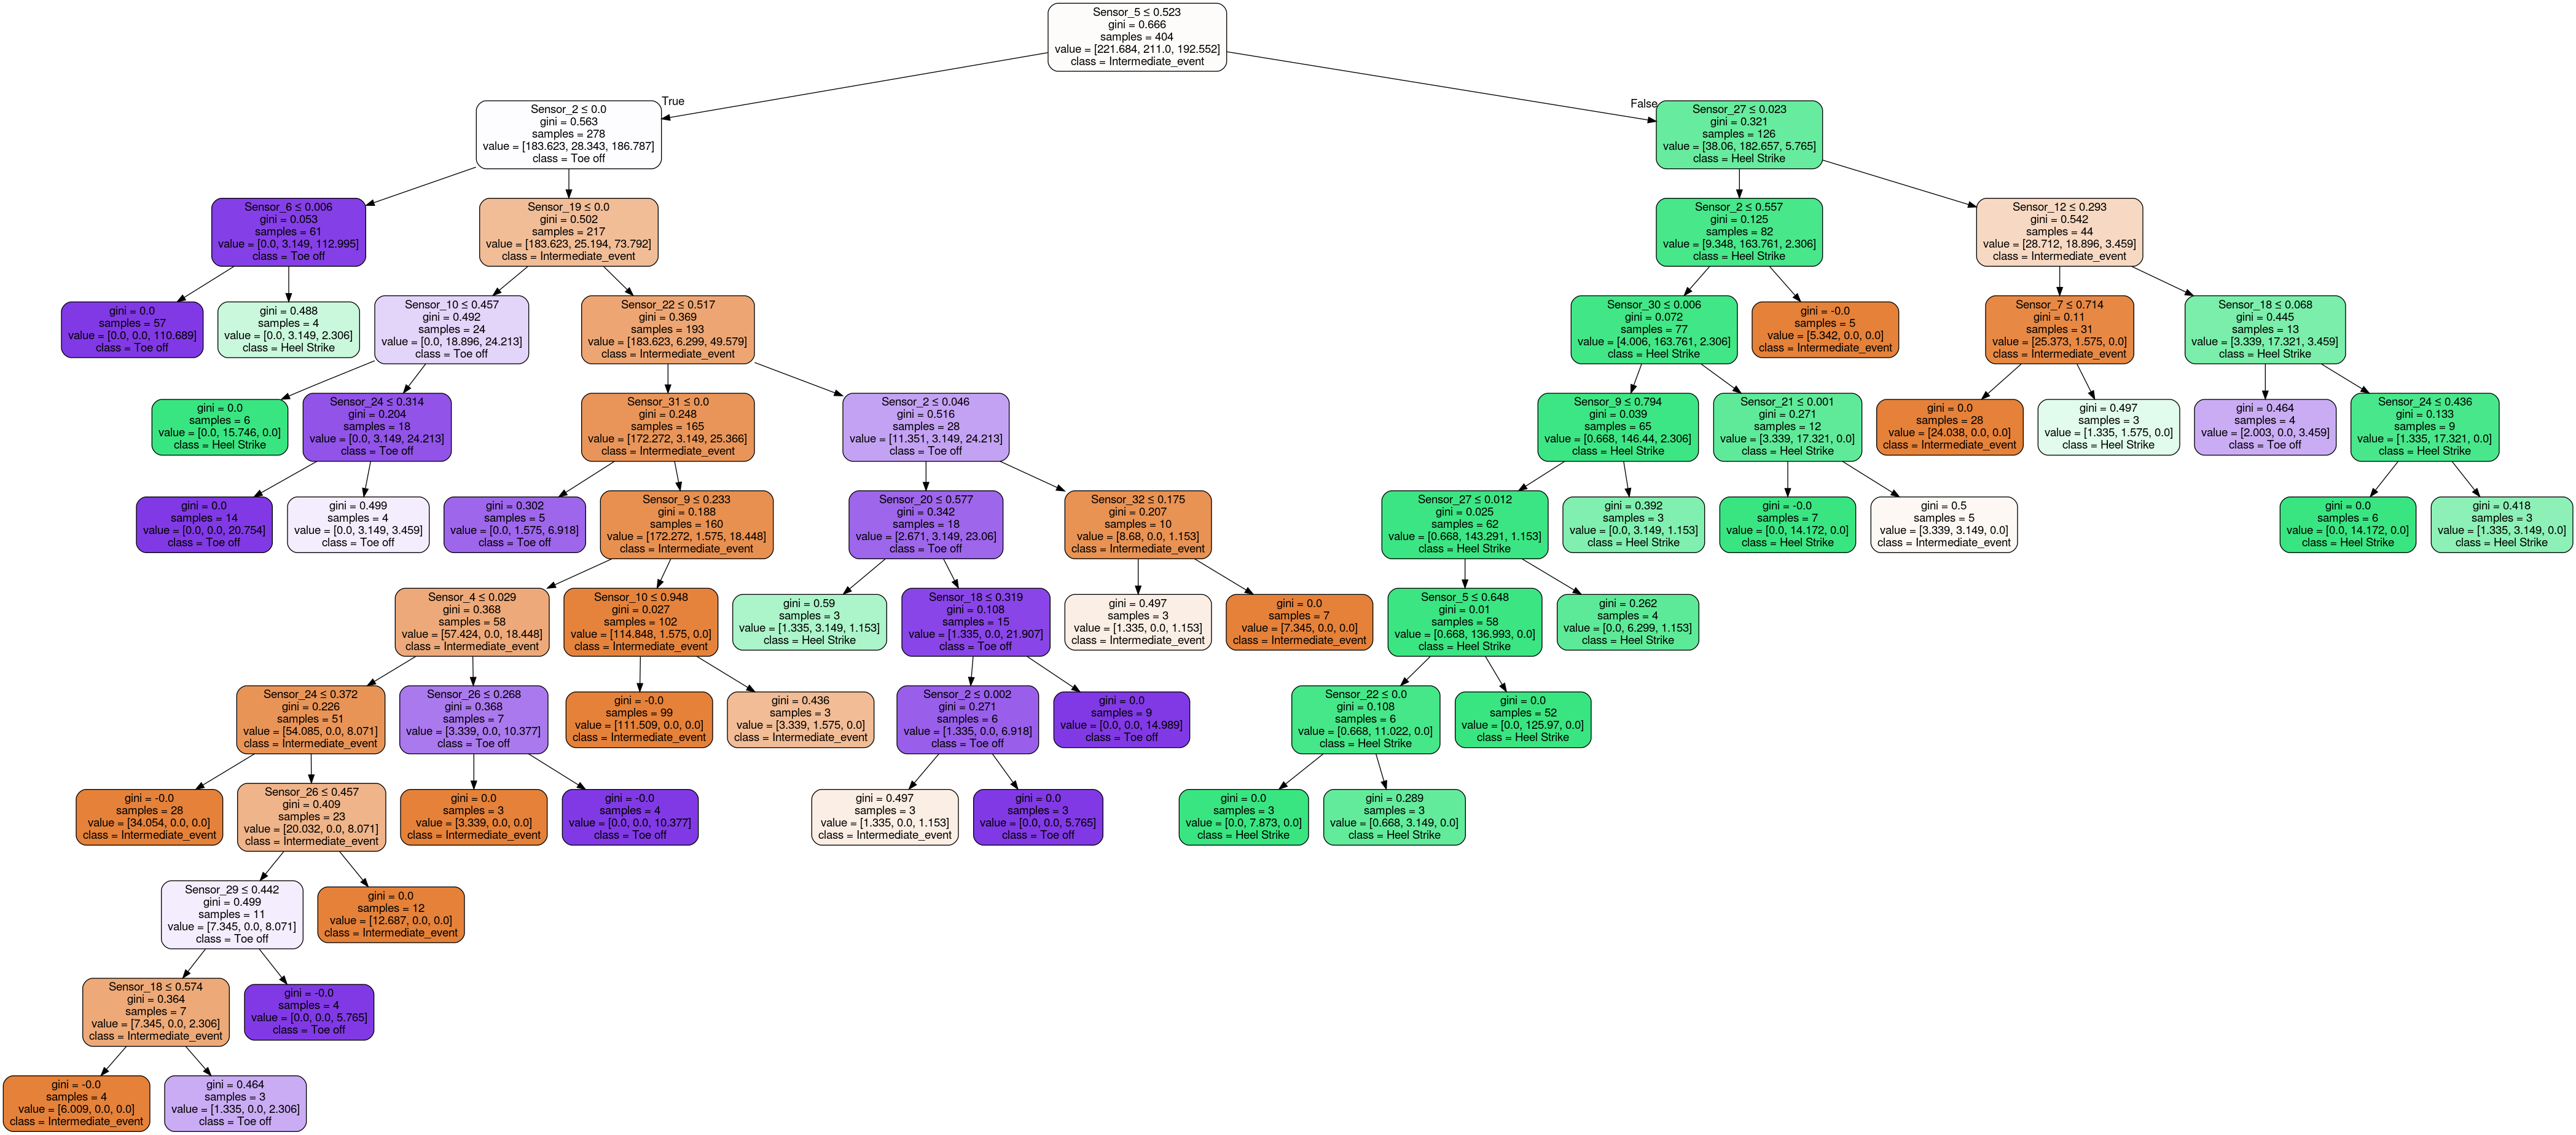 Sensor_5 ≤ 0.523
gini = 0.666
samples = 404
value = [221.684, 211.0, 192.552]
class = Intermediate_event
True
False
Sensor_2 ≤ 0.0
gini = 0.563
samples = 278
value = [183.623, 28.343, 186.787]
class = Toe off
Sensor_27 ≤ 0.023
gini = 0.321
samples = 126
value = [38.06, 182.657, 5.765]
class = Heel Strike
Sensor_6 ≤ 0.006
gini = 0.053
samples = 61
value = [0.0, 3.149, 112.995]
class = Toe off
Sensor_19 ≤ 0.0
gini = 0.502
samples = 217
value = [183.623, 25.194, 73.792]
class = Intermediate_event
Sensor_2 ≤ 0.557
gini = 0.125
samples = 82
value = [9.348, 163.761, 2.306]
class = Heel Strike
Sensor_12 ≤ 0.293
gini = 0.542
samples = 44
value = [28.712, 18.896, 3.459]
class = Intermediate_event
gini = 0.0
samples = 57
value = [0.0, 0.0, 110.689]
class = Toe off
gini = 0.488
samples = 4
value = [0.0, 3.149, 2.306]
class = Heel Strike
Sensor_10 ≤ 0.457
gini = 0.492
samples = 24
value = [0.0, 18.896, 24.213]
class = Toe off
Sensor_22 ≤ 0.517
gini = 0.369
samples = 193
value = [183.623, 6.299, 49.579]
class = Intermediate_event
Sensor_30 ≤ 0.006
gini = 0.072
samples = 77
value = [4.006, 163.761, 2.306]
class = Heel Strike
gini = -0.0
samples = 5
value = [5.342, 0.0, 0.0]
class = Intermediate_event
Sensor_7 ≤ 0.714
gini = 0.11
samples = 31
value = [25.373, 1.575, 0.0]
class = Intermediate_event
Sensor_18 ≤ 0.068
gini = 0.445
samples = 13
value = [3.339, 17.321, 3.459]
class = Heel Strike
gini = 0.0
samples = 6
value = [0.0, 15.746, 0.0]
class = Heel Strike
Sensor_24 ≤ 0.314
gini = 0.204
samples = 18
value = [0.0, 3.149, 24.213]
class = Toe off
Sensor_31 ≤ 0.0
gini = 0.248
samples = 165
value = [172.272, 3.149, 25.366]
class = Intermediate_event
Sensor_2 ≤ 0.046
gini = 0.516
samples = 28
value = [11.351, 3.149, 24.213]
class = Toe off
Sensor_9 ≤ 0.794
gini = 0.039
samples = 65
value = [0.668, 146.44, 2.306]
class = Heel Strike
Sensor_21 ≤ 0.001
gini = 0.271
samples = 12
value = [3.339, 17.321, 0.0]
class = Heel Strike
gini = 0.0
samples = 28
value = [24.038, 0.0, 0.0]
class = Intermediate_event
gini = 0.497
samples = 3
value = [1.335, 1.575, 0.0]
class = Heel Strike
gini = 0.464
samples = 4
value = [2.003, 0.0, 3.459]
class = Toe off
Sensor_24 ≤ 0.436
gini = 0.133
samples = 9
value = [1.335, 17.321, 0.0]
class = Heel Strike
gini = 0.0
samples = 14
value = [0.0, 0.0, 20.754]
class = Toe off
gini = 0.499
samples = 4
value = [0.0, 3.149, 3.459]
class = Toe off
gini = 0.302
samples = 5
value = [0.0, 1.575, 6.918]
class = Toe off
Sensor_9 ≤ 0.233
gini = 0.188
samples = 160
value = [172.272, 1.575, 18.448]
class = Intermediate_event
Sensor_20 ≤ 0.577
gini = 0.342
samples = 18
value = [2.671, 3.149, 23.06]
class = Toe off
Sensor_32 ≤ 0.175
gini = 0.207
samples = 10
value = [8.68, 0.0, 1.153]
class = Intermediate_event
Sensor_27 ≤ 0.012
gini = 0.025
samples = 62
value = [0.668, 143.291, 1.153]
class = Heel Strike
gini = 0.392
samples = 3
value = [0.0, 3.149, 1.153]
class = Heel Strike
gini = -0.0
samples = 7
value = [0.0, 14.172, 0.0]
class = Heel Strike
gini = 0.5
samples = 5
value = [3.339, 3.149, 0.0]
class = Intermediate_event
gini = 0.0
samples = 6
value = [0.0, 14.172, 0.0]
class = Heel Strike
gini = 0.418
samples = 3
value = [1.335, 3.149, 0.0]
class = Heel Strike
Sensor_4 ≤ 0.029
gini = 0.368
samples = 58
value = [57.424, 0.0, 18.448]
class = Intermediate_event
Sensor_10 ≤ 0.948
gini = 0.027
samples = 102
value = [114.848, 1.575, 0.0]
class = Intermediate_event
gini = 0.59
samples = 3
value = [1.335, 3.149, 1.153]
class = Heel Strike
Sensor_18 ≤ 0.319
gini = 0.108
samples = 15
value = [1.335, 0.0, 21.907]
class = Toe off
gini = 0.497
samples = 3
value = [1.335, 0.0, 1.153]
class = Intermediate_event
gini = 0.0
samples = 7
value = [7.345, 0.0, 0.0]
class = Intermediate_event
Sensor_5 ≤ 0.648
gini = 0.01
samples = 58
value = [0.668, 136.993, 0.0]
class = Heel Strike
gini = 0.262
samples = 4
value = [0.0, 6.299, 1.153]
class = Heel Strike
Sensor_24 ≤ 0.372
gini = 0.226
samples = 51
value = [54.085, 0.0, 8.071]
class = Intermediate_event
Sensor_26 ≤ 0.268
gini = 0.368
samples = 7
value = [3.339, 0.0, 10.377]
class = Toe off
gini = -0.0
samples = 99
value = [111.509, 0.0, 0.0]
class = Intermediate_event
gini = 0.436
samples = 3
value = [3.339, 1.575, 0.0]
class = Intermediate_event
Sensor_2 ≤ 0.002
gini = 0.271
samples = 6
value = [1.335, 0.0, 6.918]
class = Toe off
gini = 0.0
samples = 9
value = [0.0, 0.0, 14.989]
class = Toe off
Sensor_22 ≤ 0.0
gini = 0.108
samples = 6
value = [0.668, 11.022, 0.0]
class = Heel Strike
gini = 0.0
samples = 52
value = [0.0, 125.97, 0.0]
class = Heel Strike
gini = -0.0
samples = 28
value = [34.054, 0.0, 0.0]
class = Intermediate_event
Sensor_26 ≤ 0.457
gini = 0.409
samples = 23
value = [20.032, 0.0, 8.071]
class = Intermediate_event
gini = 0.0
samples = 3
value = [3.339, 0.0, 0.0]
class = Intermediate_event
gini = -0.0
samples = 4
value = [0.0, 0.0, 10.377]
class = Toe off
gini = 0.497
samples = 3
value = [1.335, 0.0, 1.153]
class = Intermediate_event
gini = 0.0
samples = 3
value = [0.0, 0.0, 5.765]
class = Toe off
gini = 0.0
samples = 3
value = [0.0, 7.873, 0.0]
class = Heel Strike
gini = 0.289
samples = 3
value = [0.668, 3.149, 0.0]
class = Heel Strike
Sensor_29 ≤ 0.442
gini = 0.499
samples = 11
value = [7.345, 0.0, 8.071]
class = Toe off
gini = 0.0
samples = 12
value = [12.687, 0.0, 0.0]
class = Intermediate_event
Sensor_18 ≤ 0.574
gini = 0.364
samples = 7
value = [7.345, 0.0, 2.306]
class = Intermediate_event
gini = -0.0
samples = 4
value = [0.0, 0.0, 5.765]
class = Toe off
gini = -0.0
samples = 4
value = [6.009, 0.0, 0.0]
class = Intermediate_event
gini = 0.464
samples = 3
value = [1.335, 0.0, 2.306]
class = Toe off